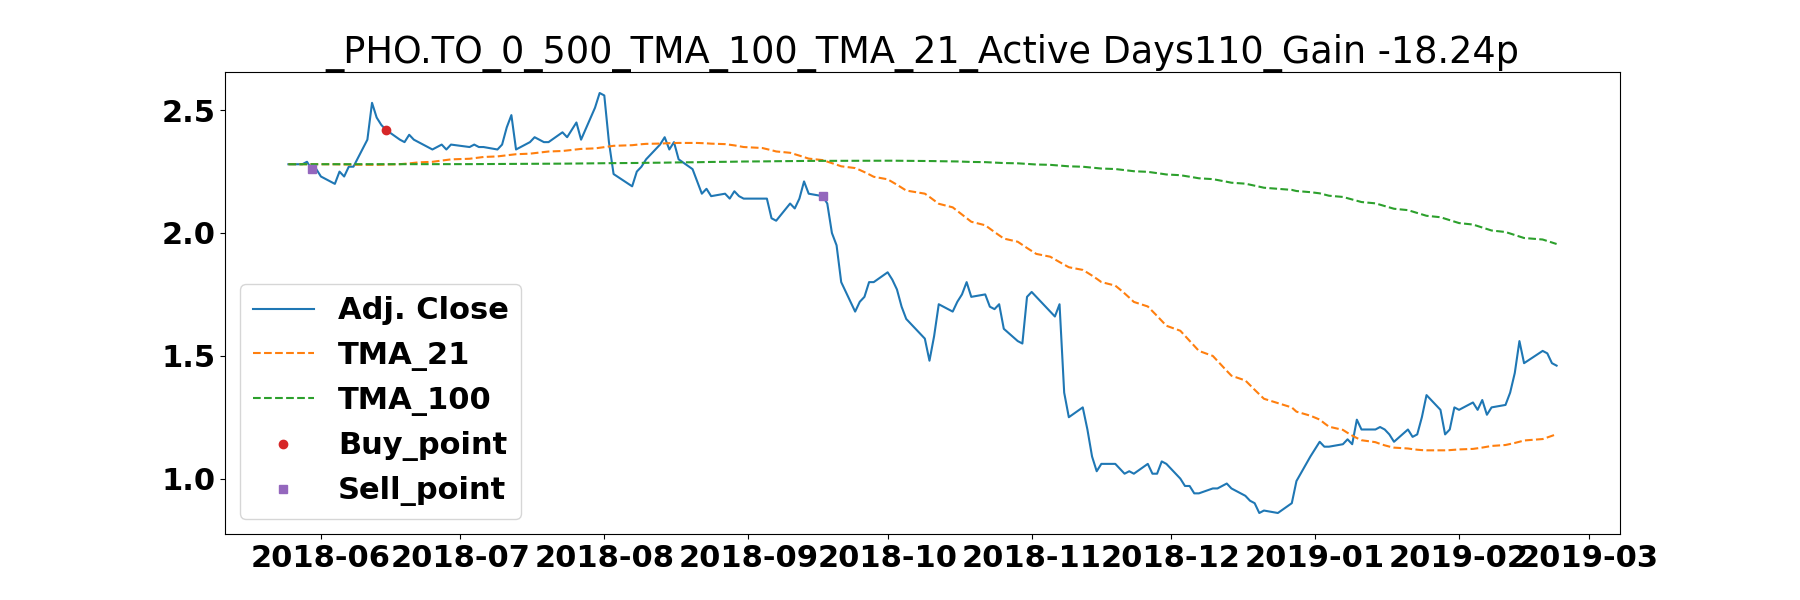 _PHO.TO_0_500_TMA_100_TMA_21_Active Days110_Gain -18.24p
2.5
2.0
1.5
1.0
Adj. Close
TMA_21
TMA_100
Buy_point
Sell_point
2018-06 2018-07 2018-08 2018-09 2018-10 2018-11 2018-12 2019-01 2019-02 2019-03